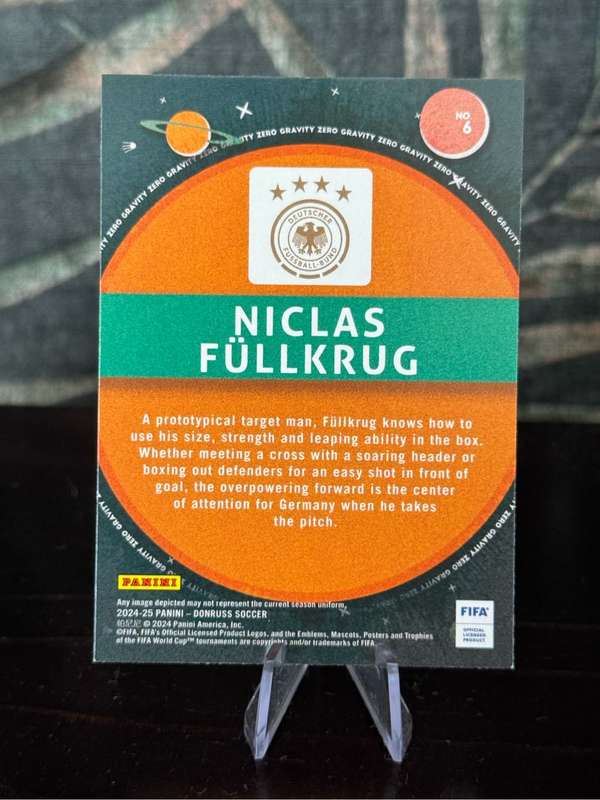 NO.
6
ZERO GRAVITY ZERO GRAVITY ZERO GRAVITY ZERO GRAVITY ZERO GRAVITY
DEUTSCHER
FUSSBALL-BUND
NICLAS
FÜLLKRUG
A prototypical target man, Füllkrug knows how to
use his size, strength and leaping ability in the box.
Whether meeting a cross with a soaring header or
boxing out defenders for an easy shot in front of
goal, the overpowering forward is the center
of attention for Germany when he takes
the pitch.
PANINI
Any image depicted may not represent the current season uniform.
2024-25 PANINI – DONRUSS SOCCER
© 2024 Panini America, Inc.
©FIFA, FIFA's Official Licensed Product Logos, and the Emblems, Mascots, Posters and Trophies
of the FIFA World Cup™ tournaments are copyrights and/or trademarks of FIFA.
FIFA
OFFICIAL
LICENSED
PRODUCT